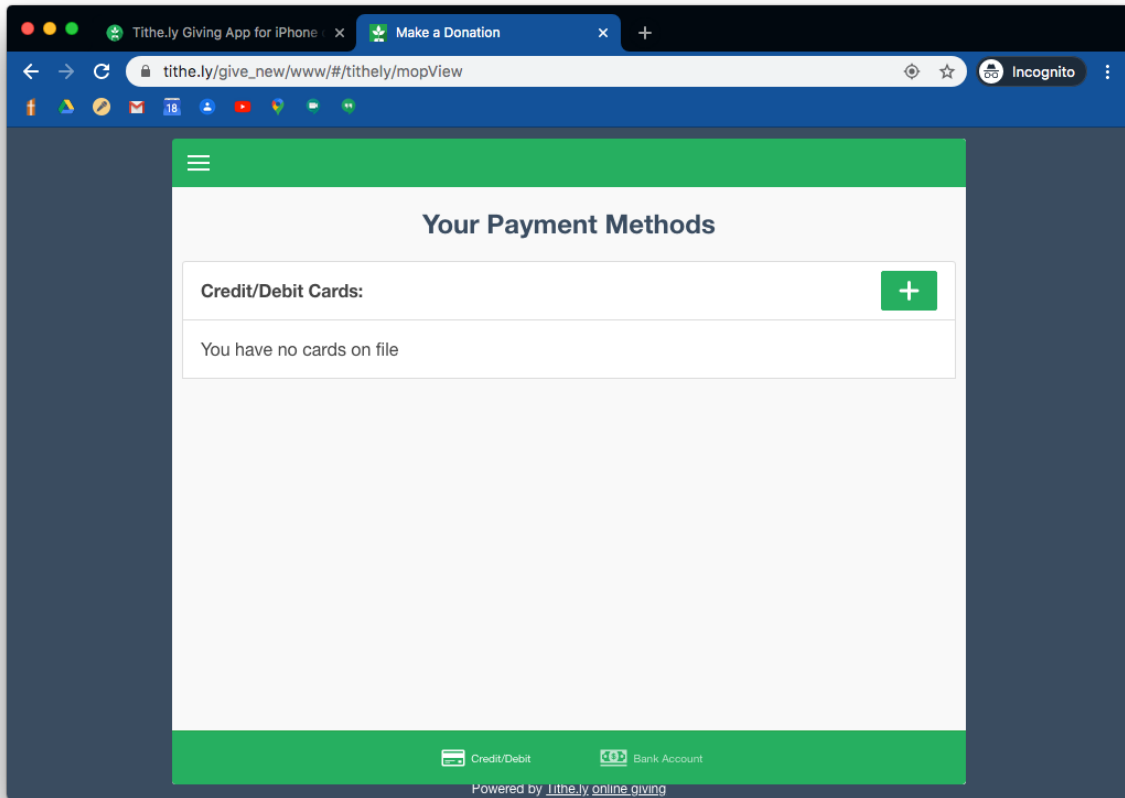 Tithe.ly Giving App for iPhone
Make a Donation
tithe.ly/give_new/www/#/tithely/mopView
Incognito
18
Your Payment Methods
Credit/Debit Cards:
You have no cards on file
Credit/Debit
Bank Account
Powered by Tithe.ly online giving